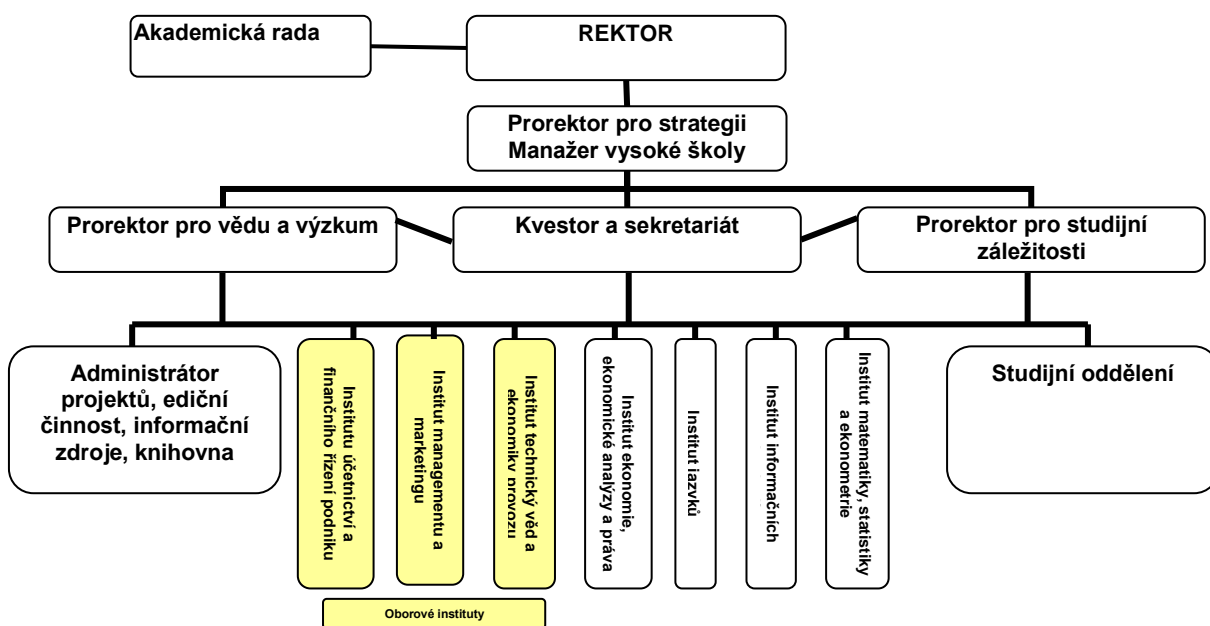 Akademická rada
REKTOR
Prorektor pro strategii
Manažer vysoké školy
Prorektor pro vědu a výzkum
Kvestor a sekretariát
Prorektor pro studijní
záležitosti
Administrátor
projektů, ediční
činnost, informační
zdroje, knihovna
Institutu účetnictví a
finančního řízení podniku
Institut managementu a
marketingu
Institut technický věd a
ekonomiky provozu
Institut ekonomie,
ekonomické analýzy a práva
Institut jazyků
Institut informačních
Institut matematiky, statistiky
a ekonometrie
Studijní oddělení
Oborové instituty